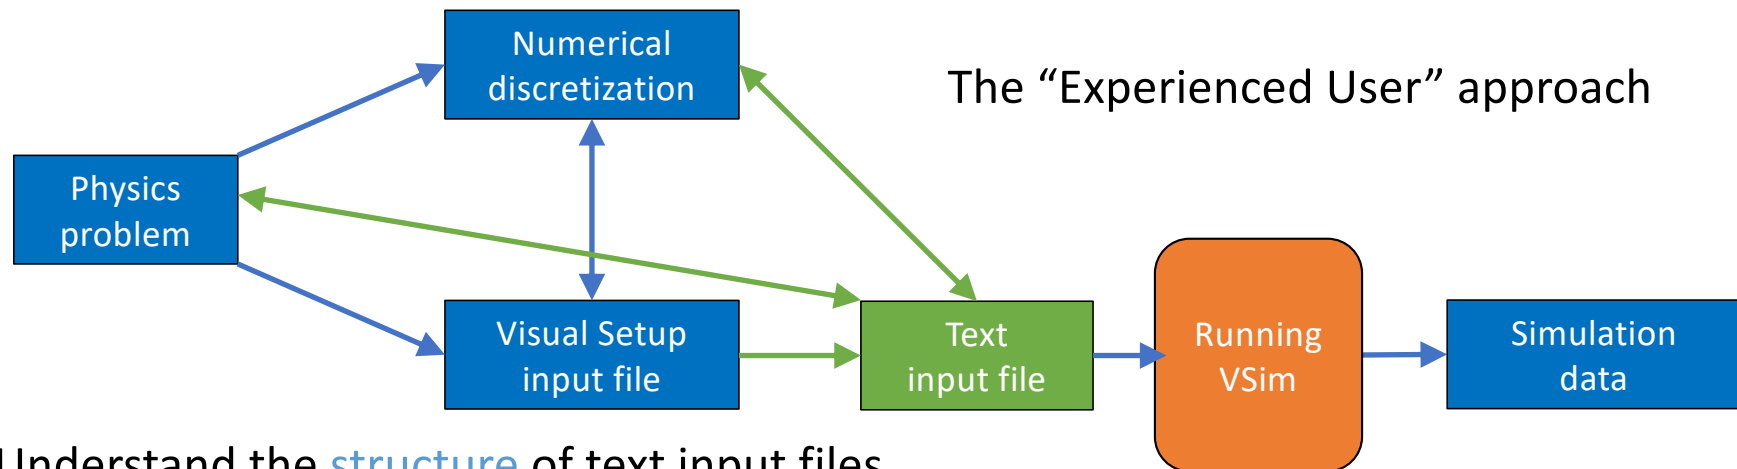 Numerical
discretization
The “Experienced User” approach
Physics
problem
Visual Setup
input file
Text
input file
Running
VSim
Simulation
data
Understand the structure of text input files